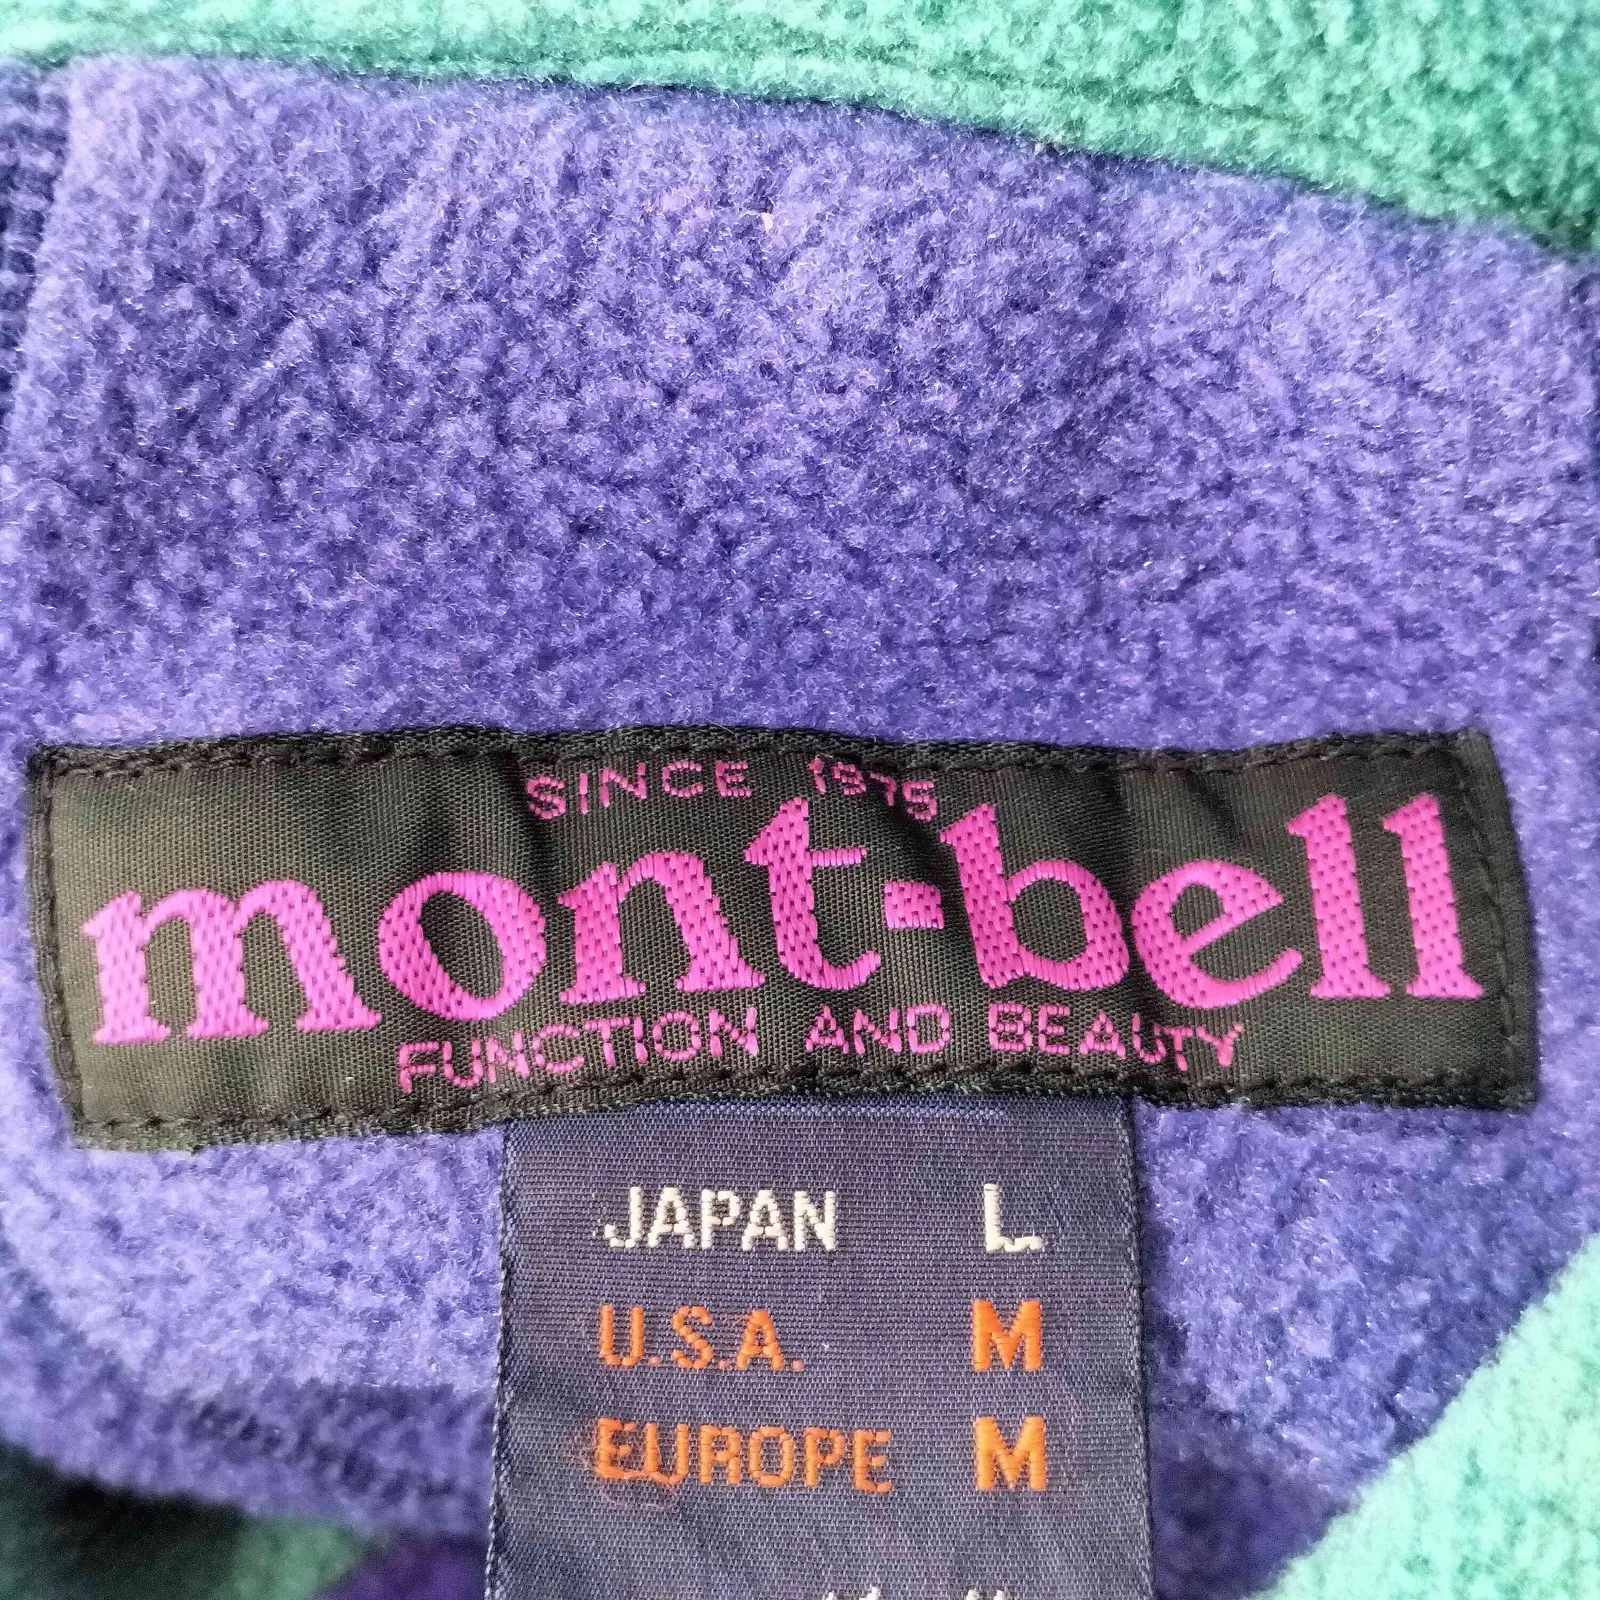 SINCE 1975
mont-bell
FUNCTION AND BEAUTY
JAPAN L
U.S.A. M
EUROPE M